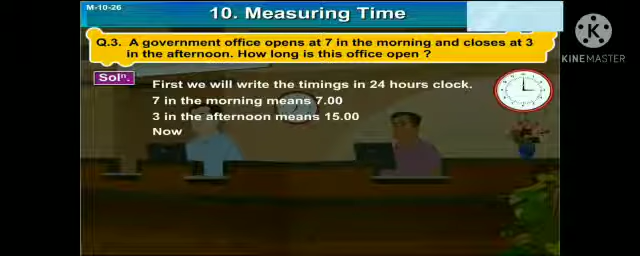 M-10-26
10. Measuring Time
Q.3. A government office opens at 7 in the morning and closes at 3
in the afternoon. How long is this office open ?
Solⁿ.
First we will write the timings in 24 hours clock.
7 in the morning means 7.00
3 in the afternoon means 15.00
Now
K
KINEMASTER